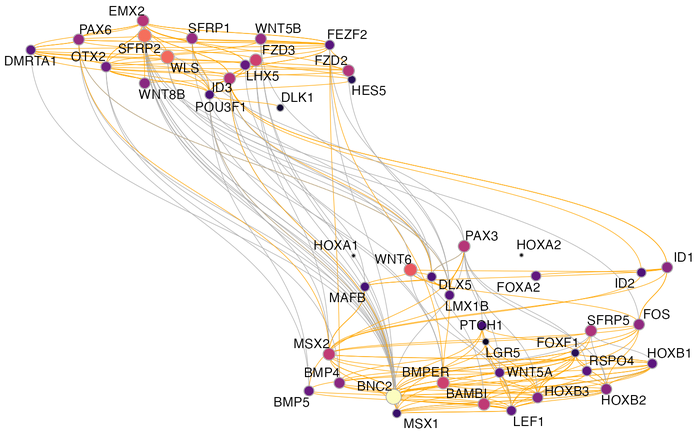 EMX2
PAX6
SFRP1
WNT5B
FEZF2
SFRP2
FZD3
DMRTA1
OTX2
WLS
LHX5
FZD2
WNT8B
ID3
HES5
POU3F1
DLK1
PAX3
HOXA1
HOXA2
WNT6
ID1
DLX5
FOXA2
ID2
MAFB
LMX1B
FOS
PTCH1
SFRP5
MSX2
LGR5
FOXF1
HOXB1
BMP4
BMPER
WNT5A
RSPO4
BNC2
BAMBI
HOXB3
HOXB2
BMP5
MSX1
LEF1